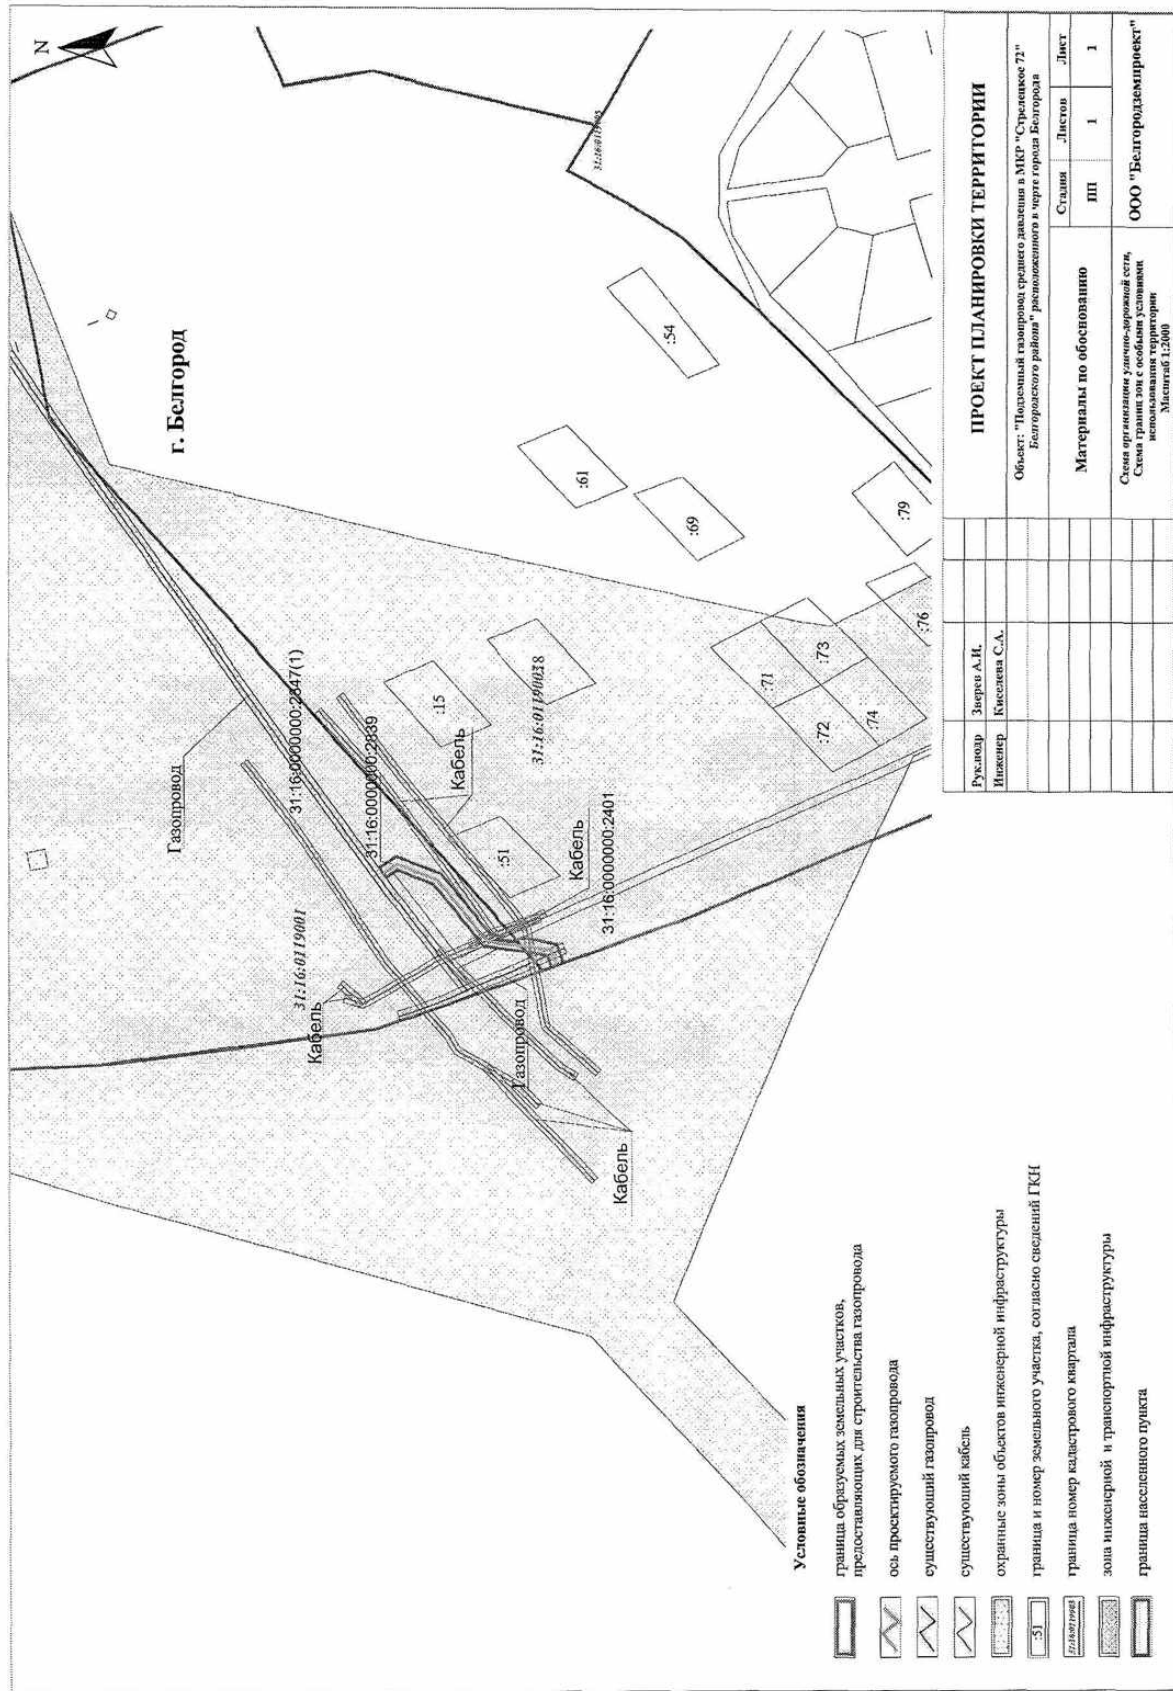 N
г. Белгород
Газопровод
31:16:0119001
31:16:0000000:2847(1)
31:16:0000000:2839
Кабель
Кабель
:15
:51
31:16:0119003
:54
:61
:69
Кабель
31:16:0000000:2401
Газопровод
Кабель
:71
:72
:73
:74
:76
:79
Условные обозначения
граница образуемых земельных участков,
предоставляющих для строительства газопровода
ось проектируемого газопровода
существующий газопровод
существующий кабель
охранные зоны объектов инженерной инфраструктуры
:51
граница и номер земельного участка, согласно сведений ГКН
граница номер кадастрового квартала
зона инженерной и транспортной инфраструктуры
граница населенного пункта
ПРОЕКТ ПЛАНИРОВКИ ТЕРРИТОРИИ
Рук.подр Зверев А.И.
Инженер Киселева С.А.
Объект: "Подземный газопровод среднего давления в МКР "Стрелецкое 72"
Белгородского района" расположенного в черте города Белгорода
Материалы по обоснованию
Стадия Листов Лист
ПП 1 1
Схема организации улично-дорожной сети,
Схема границ зон с особыми условиями
использования территории
Масштаб 1:2000
ООО "Белгородземпроект"